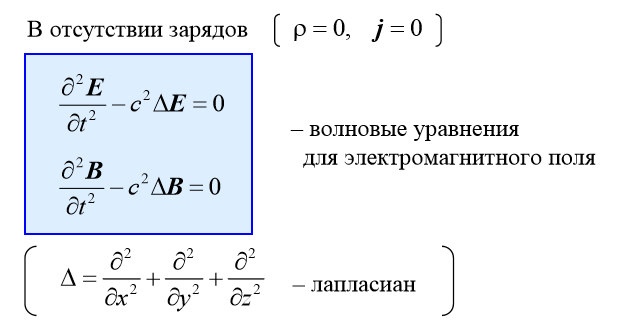 В отсутствии зарядов ( ρ = 0, j = 0 )
∂²E/∂t² − c²ΔE = 0
– волновые уравнения
для электромагнитного поля
∂²B/∂t² − c²ΔB = 0
( Δ = ∂²/∂x² + ∂²/∂y² + ∂²/∂z² – лапласиан )